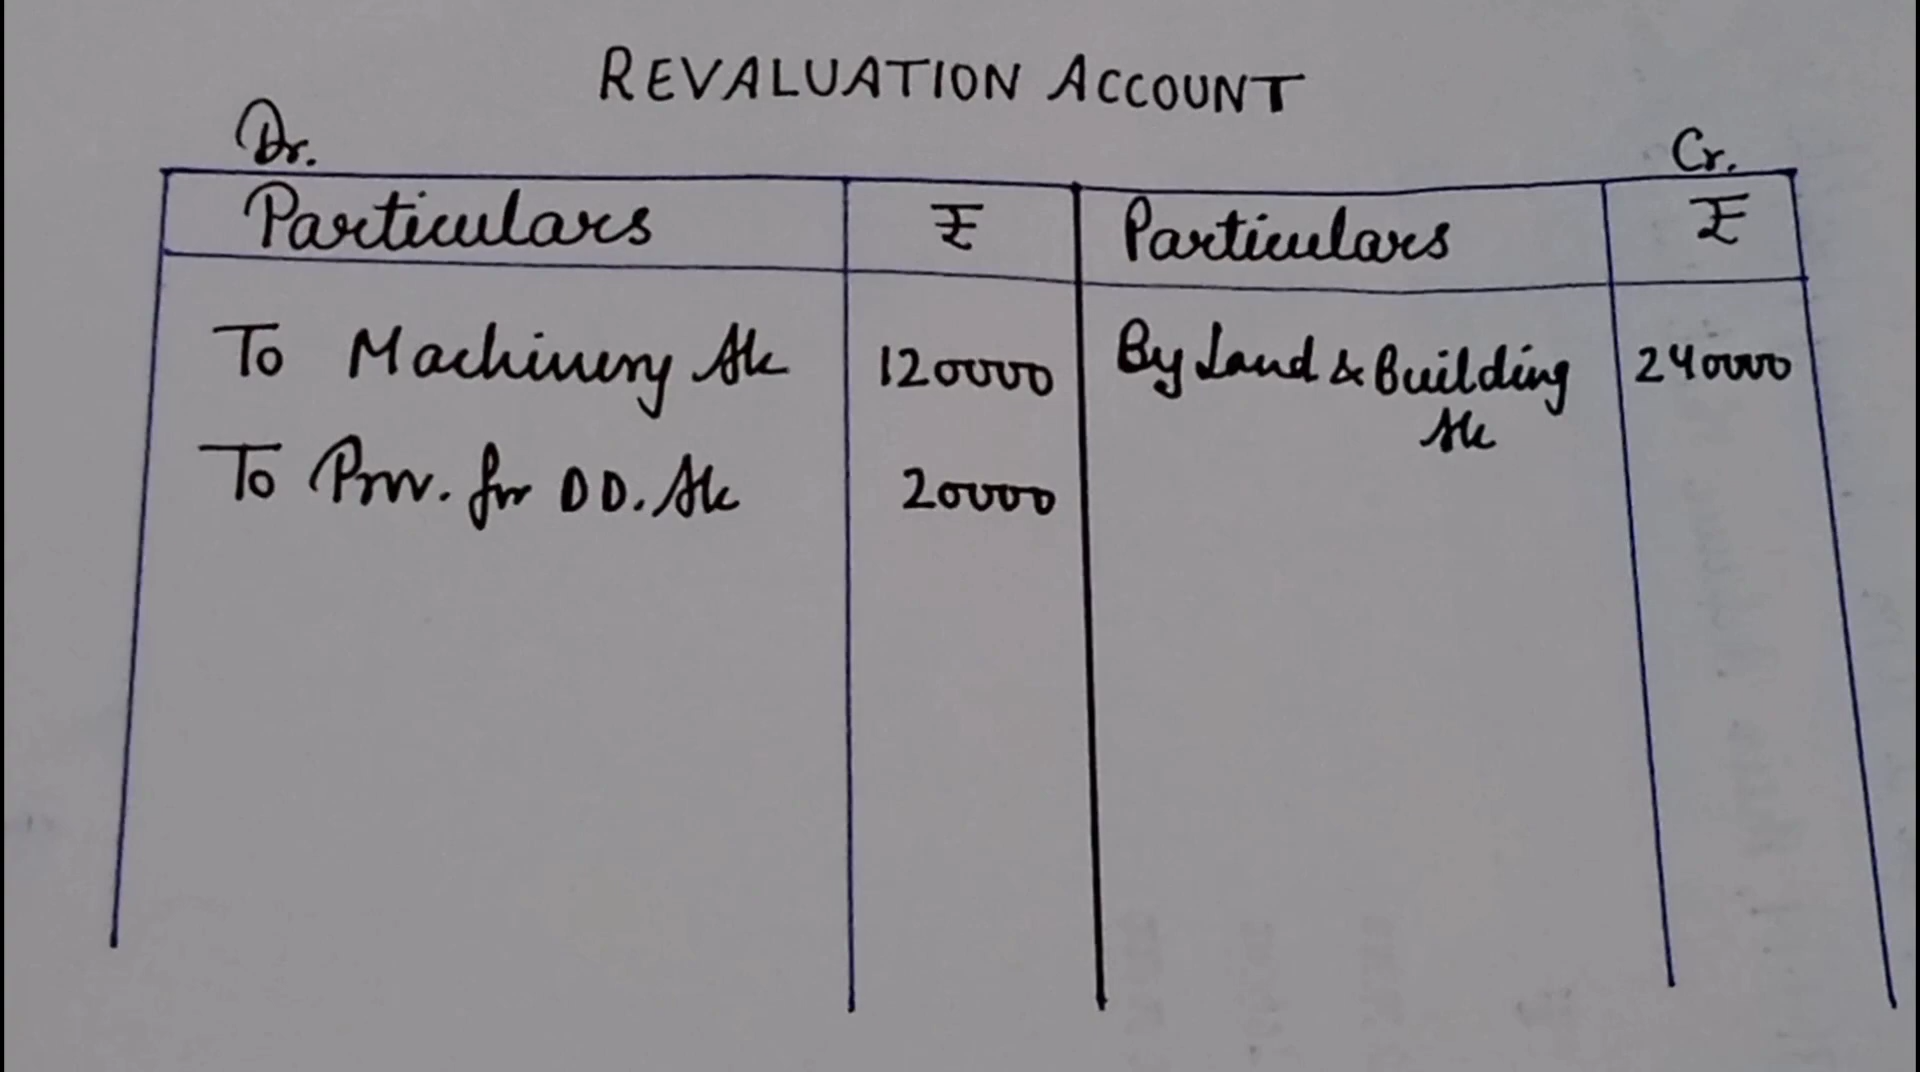 REVALUATION ACCOUNT
Dr. Cr.
Particulars ₹ Particulars ₹
To Machinery A/c 120000 By Land & Building 240000
A/c
To Prov. for DD. A/c 20000